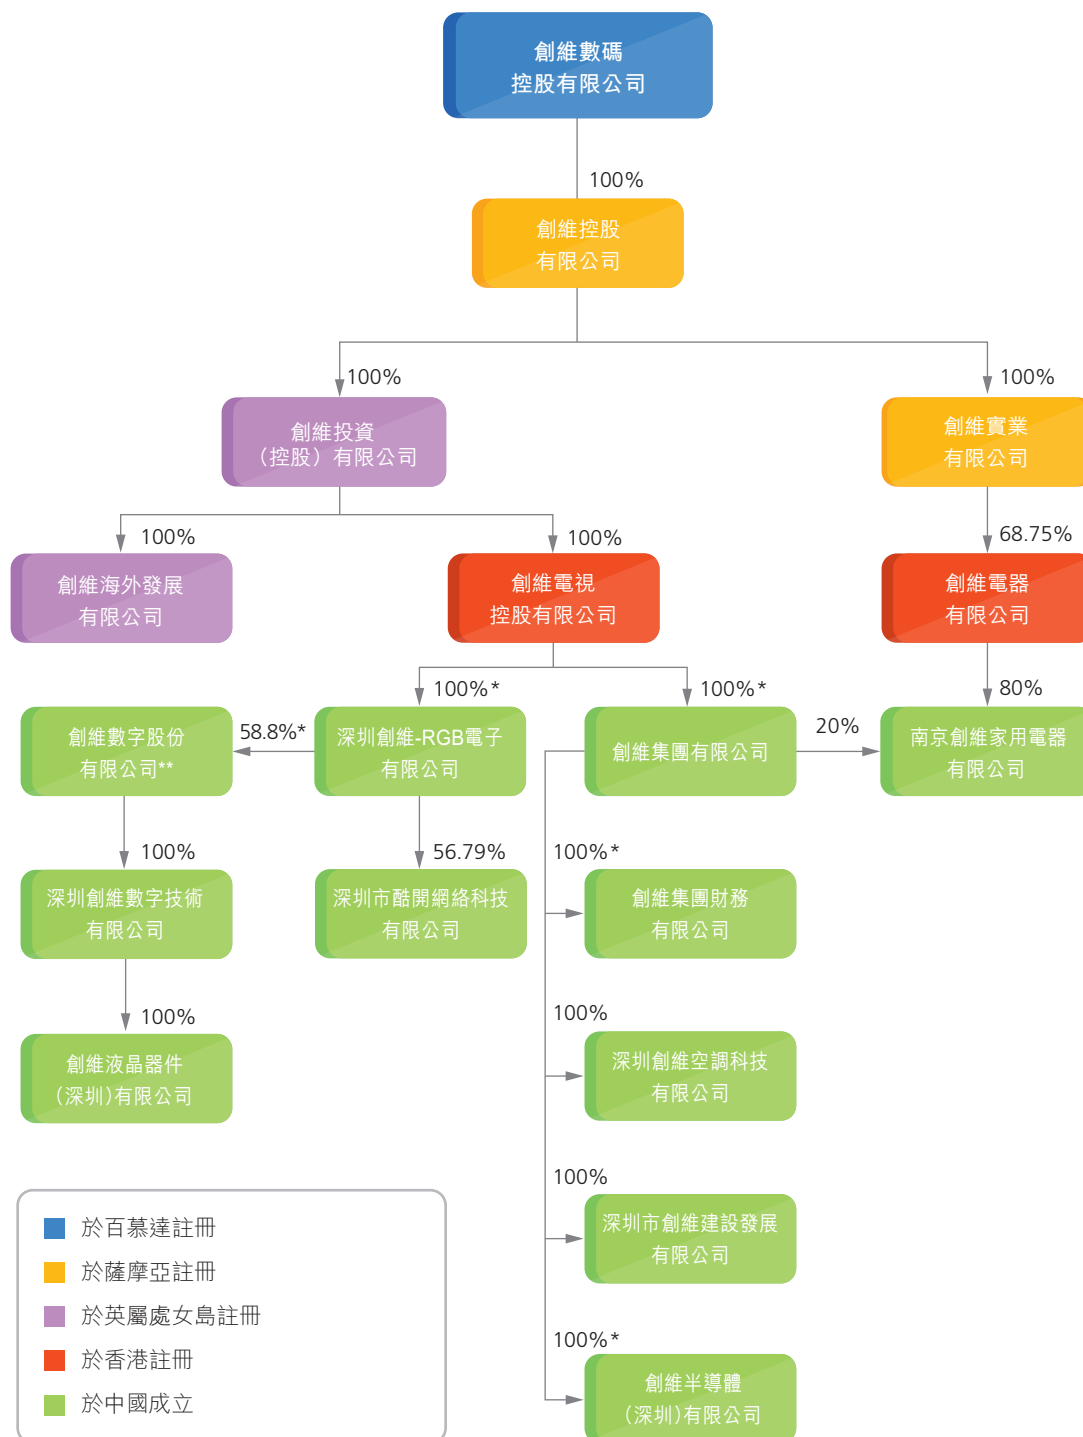 創維數碼
控股有限公司
100%
創維控股
有限公司
100%
100%
創維投資
（控股）有限公司
創維實業
有限公司
100%
100%
68.75%
創維海外發展
有限公司
創維電視
控股有限公司
創維電器
有限公司
100%*
100%*
80%
創維數字股份
有限公司**
58.8%*
深圳創維-RGB電子
有限公司
創維集團有限公司
20%
南京創維家用電器
有限公司
100%
56.79%
100%*
深圳創維數字技術
有限公司
深圳市酷開網絡科技
有限公司
創維集團財務
有限公司
100%
100%
創維液晶器件
（深圳）有限公司
深圳創維空調科技
有限公司
100%
深圳市創維建設發展
有限公司
100%*
創維半導體
（深圳）有限公司
於百慕達註冊
於薩摩亞註冊
於英屬處女島註冊
於香港註冊
於中國成立